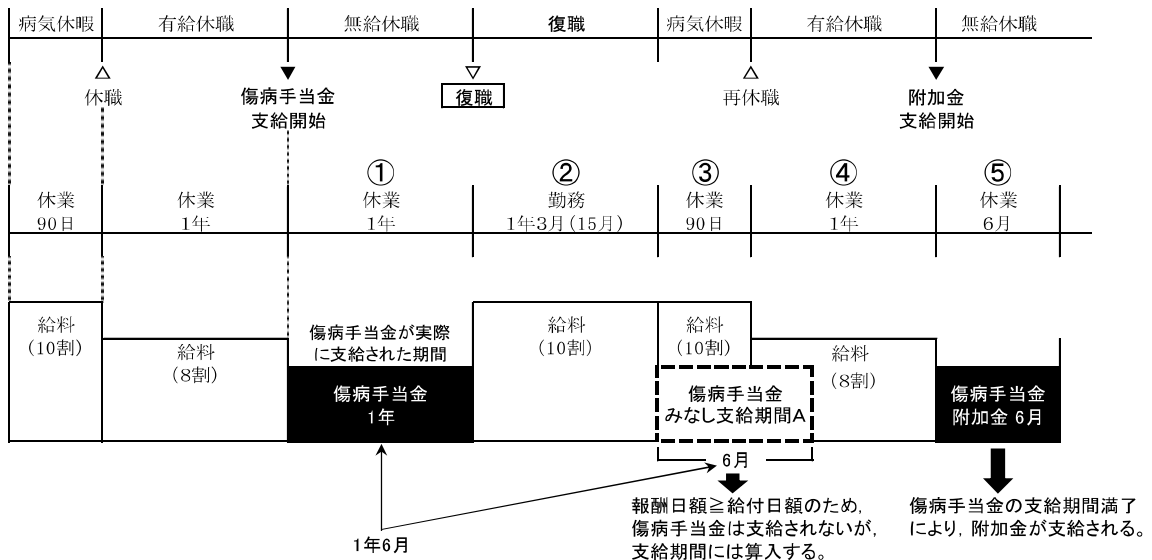 病気休暇
有給休職
無給休職
復職
病気休暇
有給休職
無給休職
△
休職
▼
傷病手当金
支給開始
▽
復職
△
再休職
▼
附加金
支給開始
①
②
③
④
⑤
休業
90日
休業
1年
休業
1年
勤務
1年3月(15月)
休業
90日
休業
1年
休業
6月
給料
(10割)
給料
(8割)
傷病手当金が実際
に支給された期間
傷病手当金
1年
給料
(10割)
給料
(10割)
傷病手当金
みなし支給期間A
給料
(8割)
傷病手当金
附加金 6月
6月
1年6月
報酬日額≧給付日額のため,
傷病手当金は支給されないが,
支給期間には算入する。
傷病手当金の支給期間満了
により, 附加金が支給される。